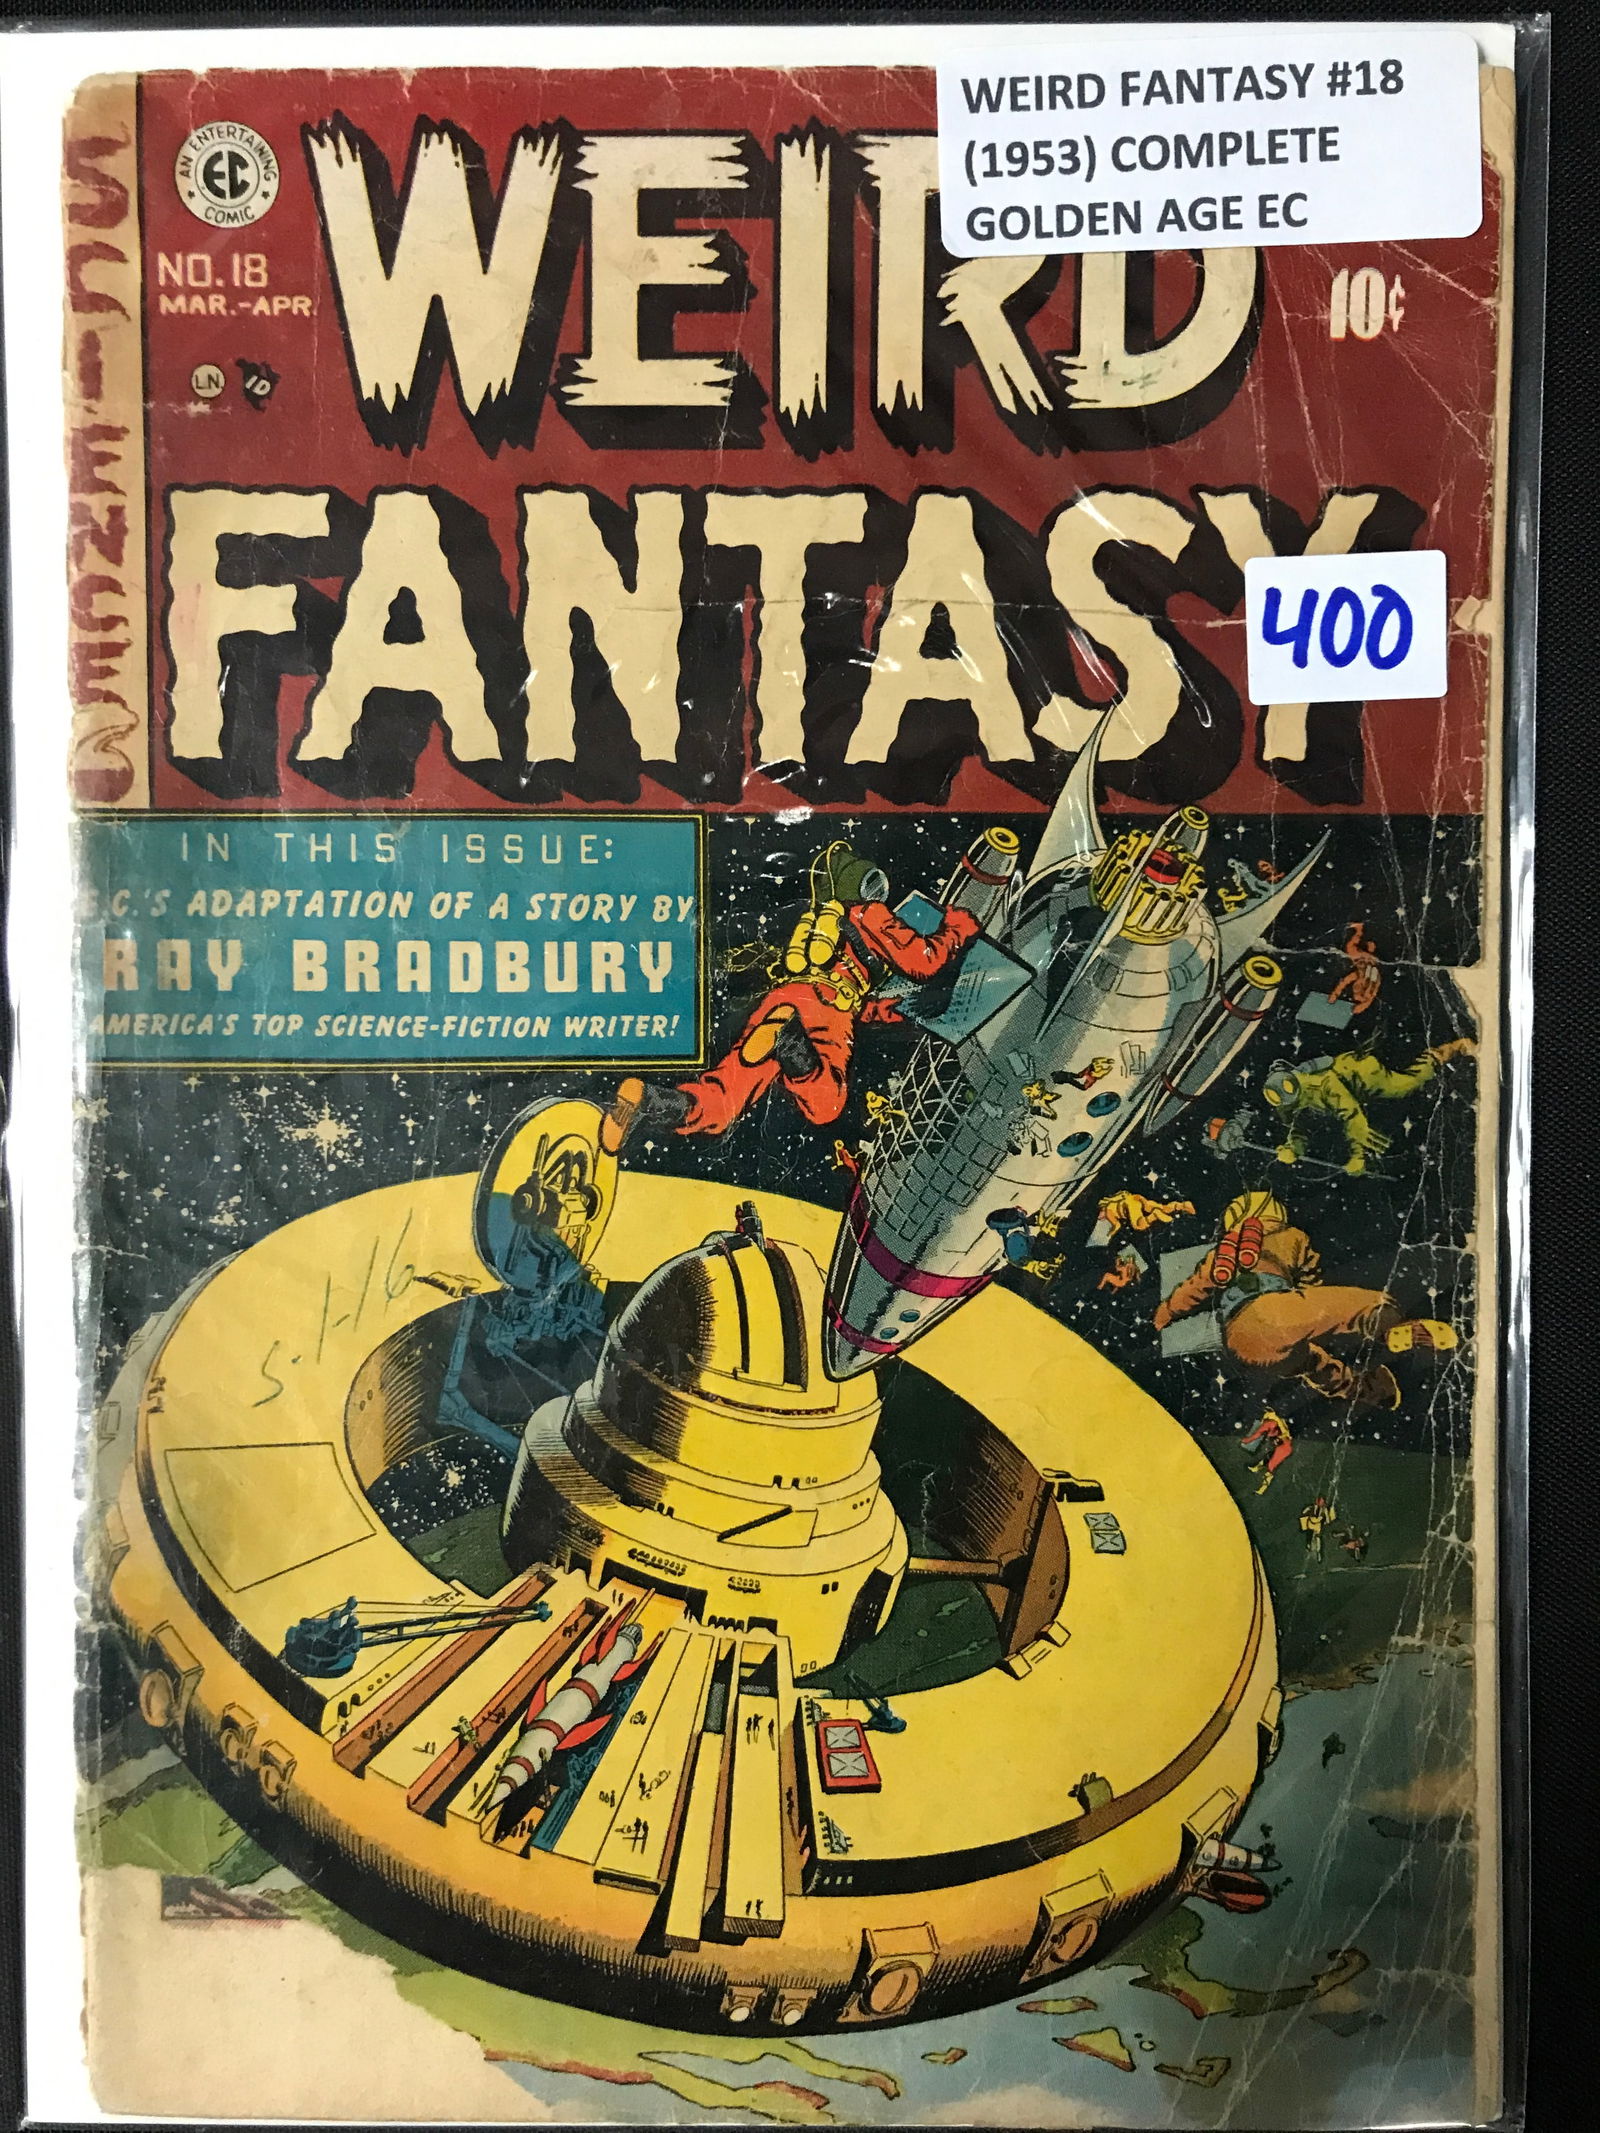 WEIRD FANTASY #18
(1953) COMPLETE
GOLDEN AGE EC
AN ENTERTAINING
EC
COMIC
NO. 18
MAR.-APR.
LN.
ID
10¢
WEIRD
FANTASY
400
SCIENCE
IN THIS ISSUE:
E.C.'S ADAPTATION OF A STORY BY
RAY BRADBURY
AMERICA'S TOP SCIENCE-FICTION WRITER!
5-1-16